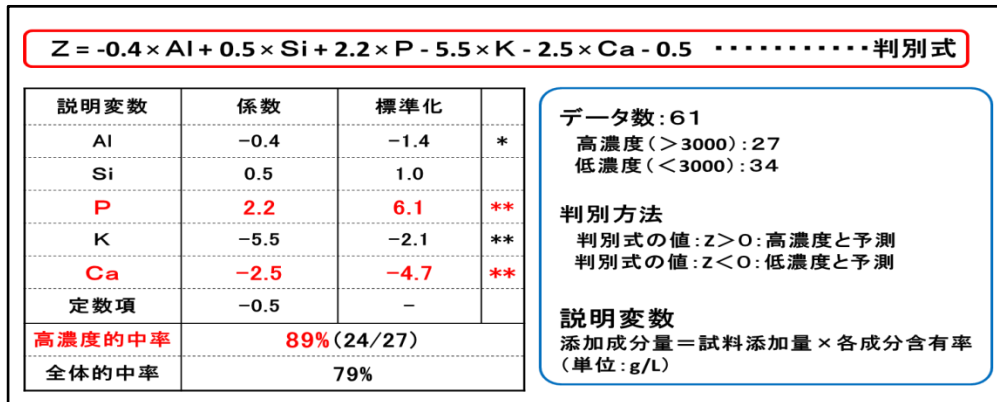 Z = -0.4 × Al + 0.5 × Si + 2.2 × P - 5.5 × K - 2.5 × Ca - 0.5 ･･･････････判別式
説明変数 係数 標準化
Al −0.4 −1.4 *
Si 0.5 1.0
P 2.2 6.1 **
K −5.5 −2.1 **
Ca −2.5 −4.7 **
定数項 −0.5 −
高濃度的中率 89%(24/27)
全体的中率 79%
データ数:61
高濃度(>3000):27
低濃度(<3000):34
判別方法
判別式の値:Z>0:高濃度と予測
判別式の値:Z<0:低濃度と予測
説明変数
添加成分量=試料添加量×各成分含有率
(単位:g/L)